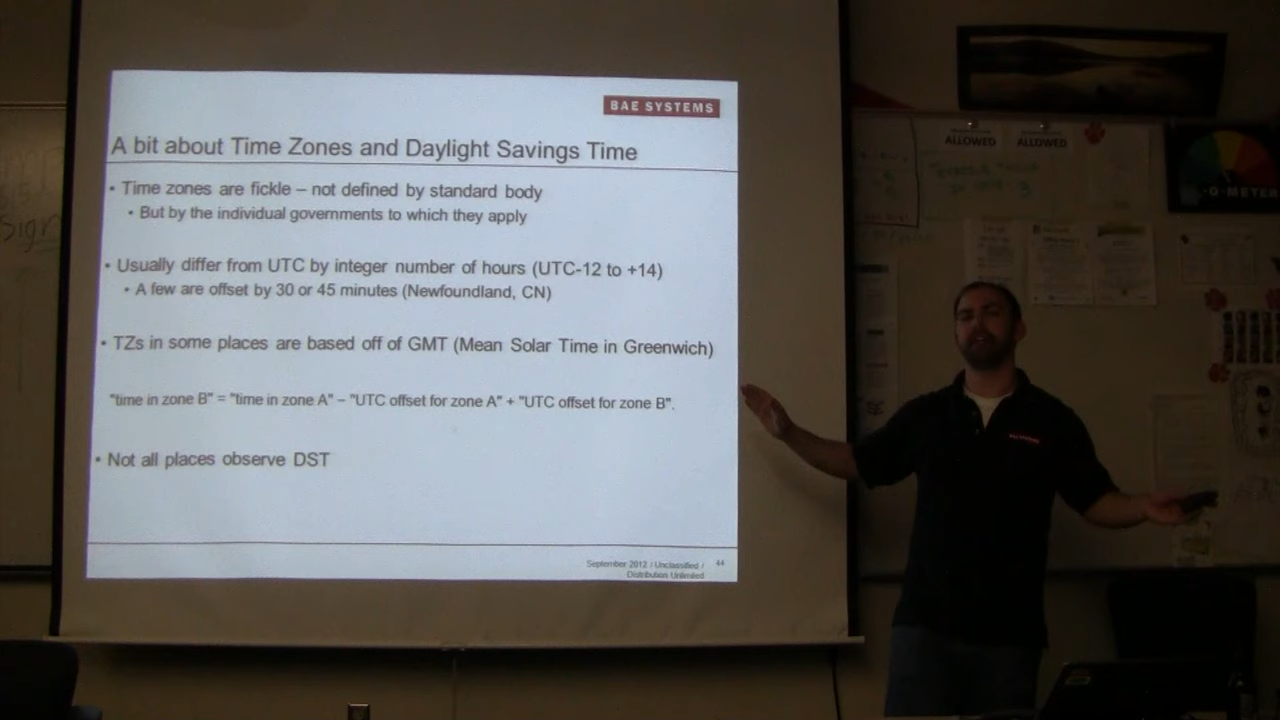 BAE SYSTEMS
A bit about Time Zones and Daylight Savings Time
• Time zones are fickle – not defined by standard body
• But by the individual governments to which they apply
• Usually differ from UTC by integer number of hours (UTC-12 to +14)
• A few are offset by 30 or 45 minutes (Newfoundland, CN)
• TZs in some places are based off of GMT (Mean Solar Time in Greenwich)
"time in zone B" = "time in zone A" – "UTC offset for zone A" + "UTC offset for zone B".
• Not all places observe DST
September 2012 / Unclassified /
Distribution Unlimited
44
Sign
ALLOWED
ALLOWED
-O-METER